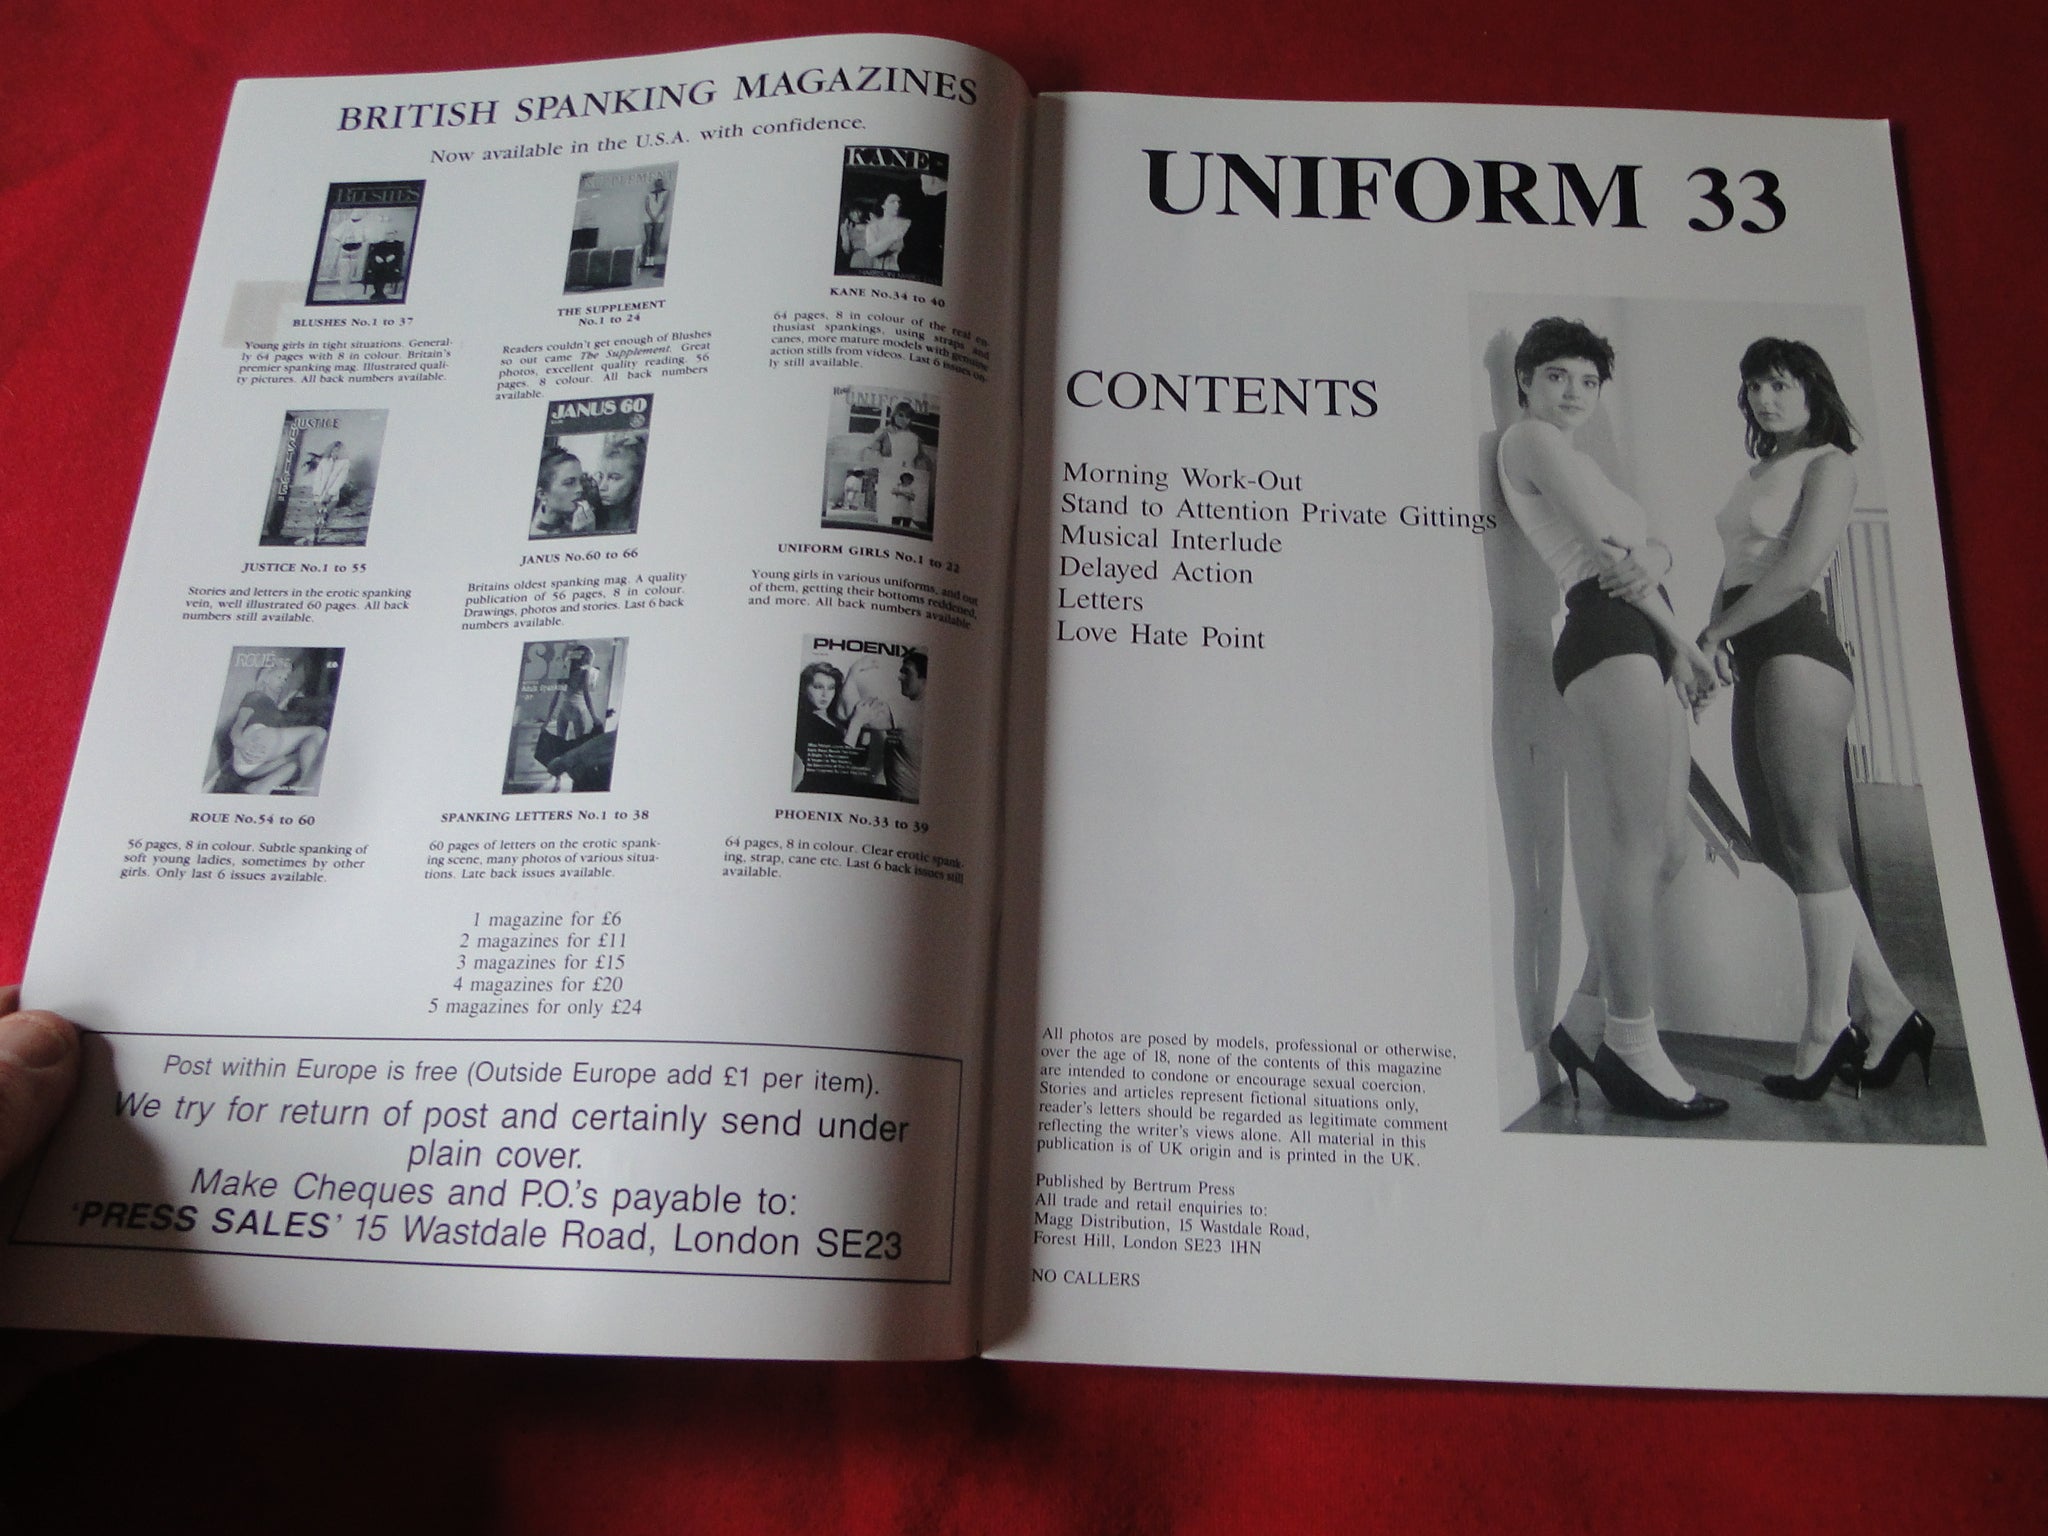 BRITISH SPANKING MAGAZINES
Now available in the U.S.A. with confidence.
BLUSHES
BLUSHES No.1 to 37
Young girls in tight situations. General-
ly 64 pages with 8 in colour. Britain's
premier spanking mag. Illustrated quali-
ty pictures. All back numbers available.
SUPPLEMENT
THE SUPPLEMENT
No.1 to 24
Readers couldn't get enough of Blushes
so out came The Supplement. Great
photos, excellent quality reading. 56
pages. 8 colour. All back numbers
available.
KANE
KANE No.34 to 40
64 pages, 8 in colour of the real en-
thusiast spankings, using straps and
canes, more mature models with genuine
action stills from videos. Last 6 issues on-
ly still available.
JUSTICE
JUSTICE No.1 to 55
Stories and letters in the erotic spanking
vein, well illustrated 60 pages. All back
numbers still available.
JANUS 60
JANUS No.60 to 66
Britains oldest spanking mag. A quality
publication of 56 pages, 8 in colour.
Drawings, photos and stories. Last 6 back
numbers available.
UNIFORM
UNIFORM GIRLS No.1 to 22
Young girls in various uniforms, and out
of them, getting their bottoms reddened,
and more. All back numbers available.
ROUE
ROUE No.54 to 60
56 pages, 8 in colour. Subtle spanking of
soft young ladies, sometimes by other
girls. Only last 6 issues available.
SPANKING LETTERS No.1 to 38
60 pages of letters on the erotic spank-
ing scene, many photos of various situa-
tions. Late back issues available.
PHOENIX
PHOENIX No.33 to 39
64 pages, 8 in colour. Clear erotic spank-
ing, strap, cane etc. Last 6 back issues still
available.
1 magazine for £6
2 magazines for £11
3 magazines for £15
4 magazines for £20
5 magazines for only £24
Post within Europe is free (Outside Europe add £1 per item).
We try for return of post and certainly send under
plain cover.
Make Cheques and P.O.'s payable to:
'PRESS SALES' 15 Wastdale Road, London SE23
UNIFORM 33
CONTENTS
Morning Work-Out
Stand to Attention Private Gittings
Musical Interlude
Delayed Action
Letters
Love Hate Point
All photos are posed by models, professional or otherwise,
over the age of 18, none of the contents of this magazine
are intended to condone or encourage sexual coercion.
Stories and articles represent fictional situations only,
reader's letters should be regarded as legitimate comment
reflecting the writer's views alone. All material in this
publication is of UK origin and is printed in the UK.
Published by Bertrum Press
All trade and retail enquiries to:
Magg Distribution, 15 Wastdale Road,
Forest Hill, London SE23 1HN
NO CALLERS